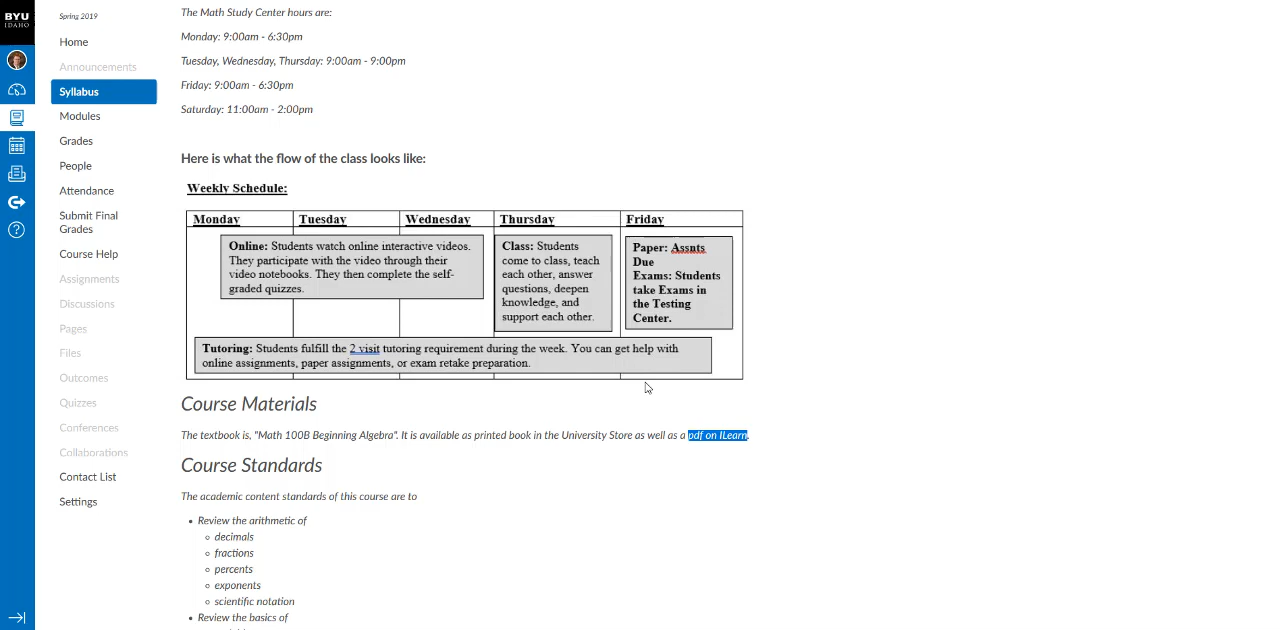 BYU
IDAHO
Spring 2019
Home
Announcements
Syllabus
Modules
Grades
People
Attendance
Submit Final
Grades
Course Help
Assignments
Discussions
Pages
Files
Outcomes
Quizzes
Conferences
Collaborations
Contact List
Settings
The Math Study Center hours are:
Monday: 9:00am - 6:30pm
Tuesday, Wednesday, Thursday: 9:00am - 9:00pm
Friday: 9:00am - 6:30pm
Saturday: 11:00am - 2:00pm
Here is what the flow of the class looks like:
Weekly Schedule:
Monday Tuesday Wednesday Thursday Friday
Online: Students watch online interactive videos.
They participate with the video through their
video notebooks. They then complete the self-
graded quizzes.
Class: Students
come to class, teach
each other, answer
questions, deepen
knowledge, and
support each other.
Paper: Assnts
Due
Exams: Students
take Exams in
the Testing
Center.
Tutoring: Students fulfill the 2 visit tutoring requirement during the week. You can get help with
online assignments, paper assignments, or exam retake preparation.
Course Materials
The textbook is, "Math 100B Beginning Algebra". It is available as printed book in the University Store as well as a pdf on ILearn.
Course Standards
The academic content standards of this course are to
• Review the arithmetic of
◦ decimals
◦ fractions
◦ percents
◦ exponents
◦ scientific notation
• Review the basics of